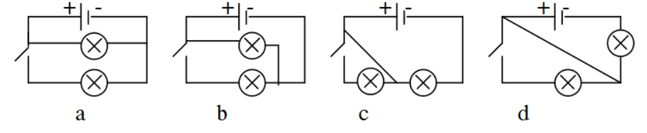 + - + - + - + -
a b c d